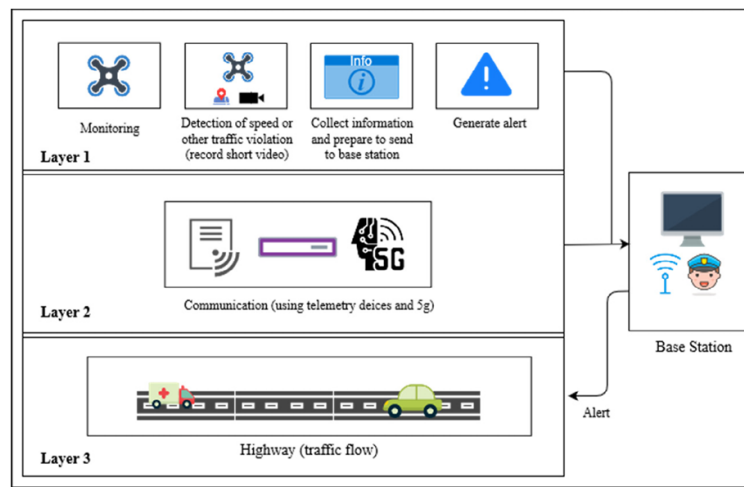 Info
Monitoring
Detection of speed or
other traffic violation
(record short video)
Collect information
and prepare to send
to base station
Generate alert
Layer 1
5G
Communication (using telemetry deices and 5g)
Layer 2
Base Station
Alert
Highway (traffic flow)
Layer 3